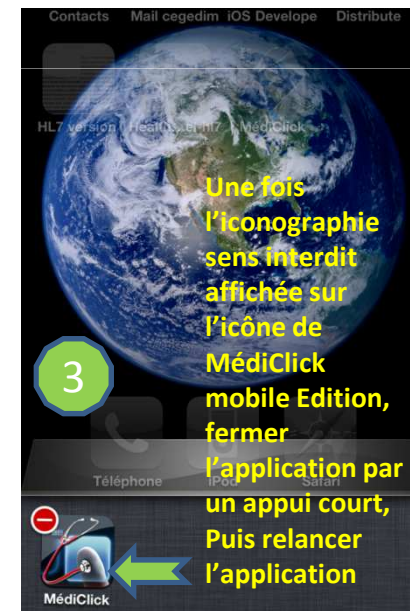 Contacts Mail cegedim iOS Develope Distribute
HL7 version MédiClick
Une fois
l'iconographie
sens interdit
affichée sur
l'icône de
MédiClick
mobile Edition,
fermer
l'application par
un appui court,
Puis relancer
l'application
3
Téléphone iPod Safari
MédiClick